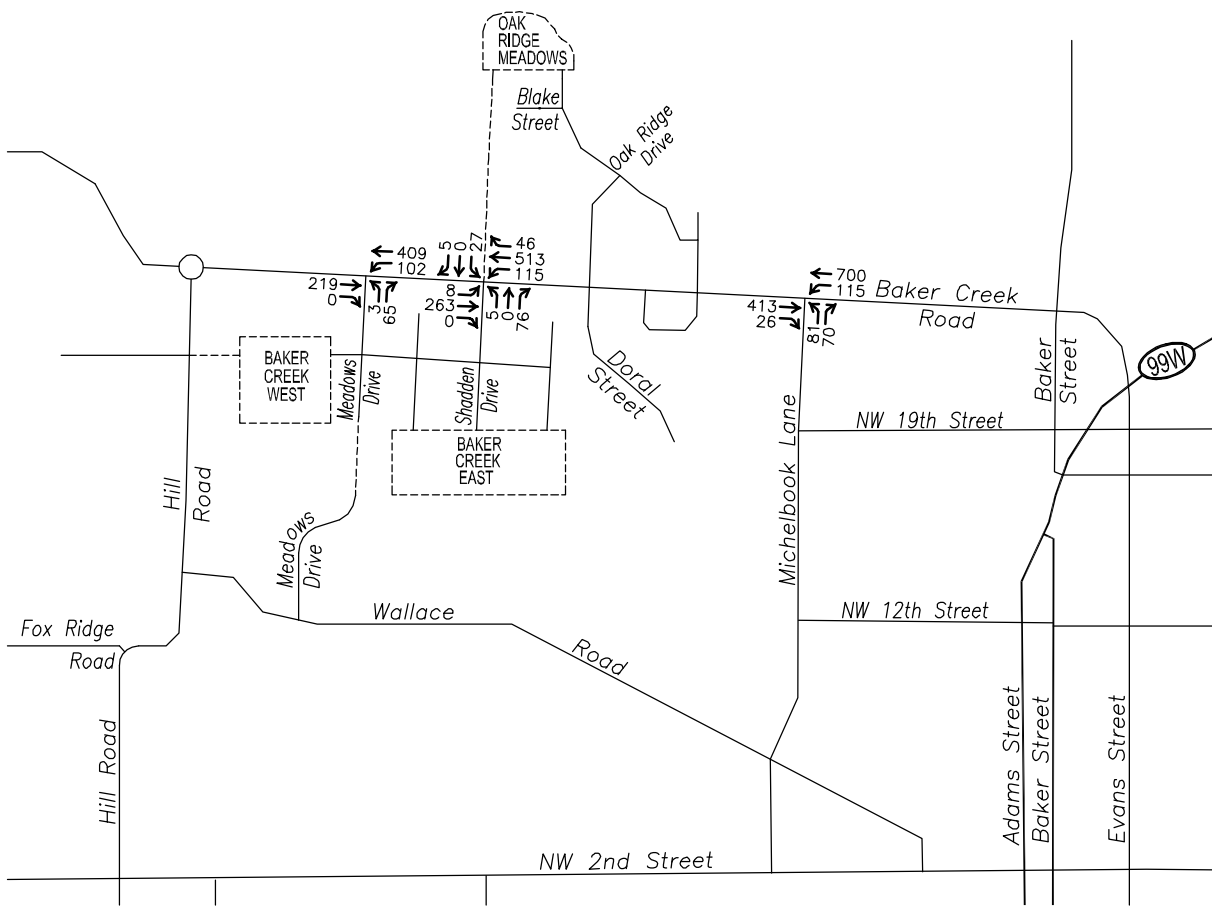 OAK
RIDGE
MEADOWS
Blake
Street
Oak Ridge
Drive
409
102
5
0
27
46
513
115
219
0
3
65
8
263
0
5
0
76
700
115
413
26
81
70
Baker Creek
Road
BAKER
CREEK
WEST
Meadows
Drive
Shadden
Drive
BAKER
CREEK
EAST
Doral
Street
Baker
Street
99W
NW 19th Street
Michelbook Lane
Hill
Road
Meadows
Drive
Wallace
Road
NW 12th Street
Fox Ridge
Road
Hill Road
Adams Street
Baker Street
Evans Street
NW 2nd Street